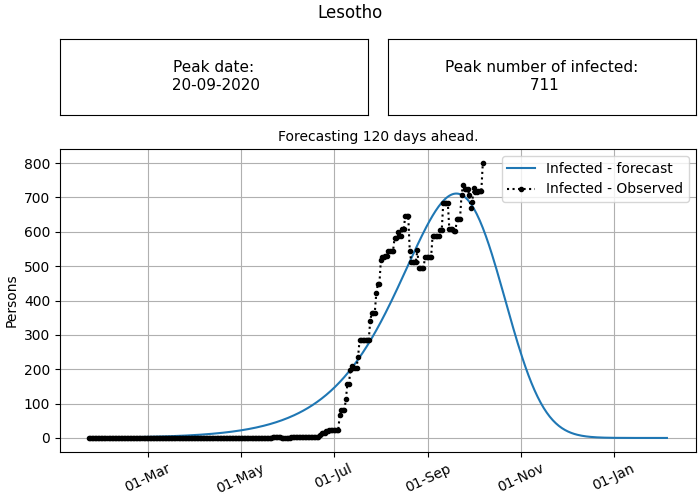 Lesotho
Peak date:
20-09-2020
Peak number of infected:
711
Forecasting 120 days ahead.
Infected - forecast
Infected - Observed
Persons
800
700
600
500
400
300
200
100
0
01-Mar
01-May
01-Jul
01-Sep
01-Nov
01-Jan